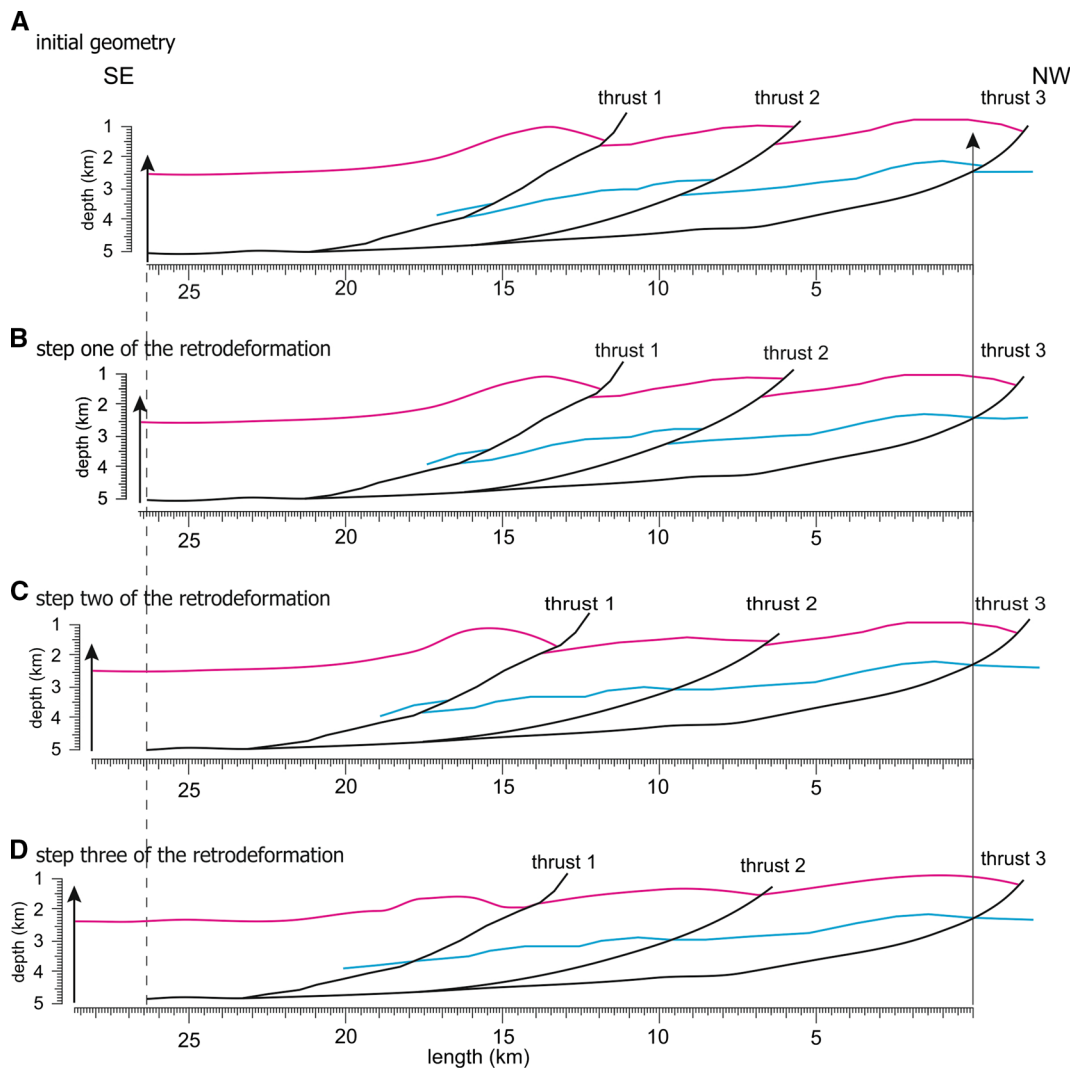 A
initial geometry
SE
NW
thrust 1
thrust 2
thrust 3
depth (km)
1
2
3
4
5
25
20
15
10
5
B
step one of the retrodeformation
thrust 1
thrust 2
thrust 3
depth (km)
1
2
3
4
5
25
20
15
10
5
C
step two of the retrodeformation
thrust 1
thrust 2
thrust 3
depth (km)
1
2
3
4
5
25
20
15
10
5
D
step three of the retrodeformation
thrust 1
thrust 2
thrust 3
depth (km)
1
2
3
4
5
25
20
15
10
5
length (km)